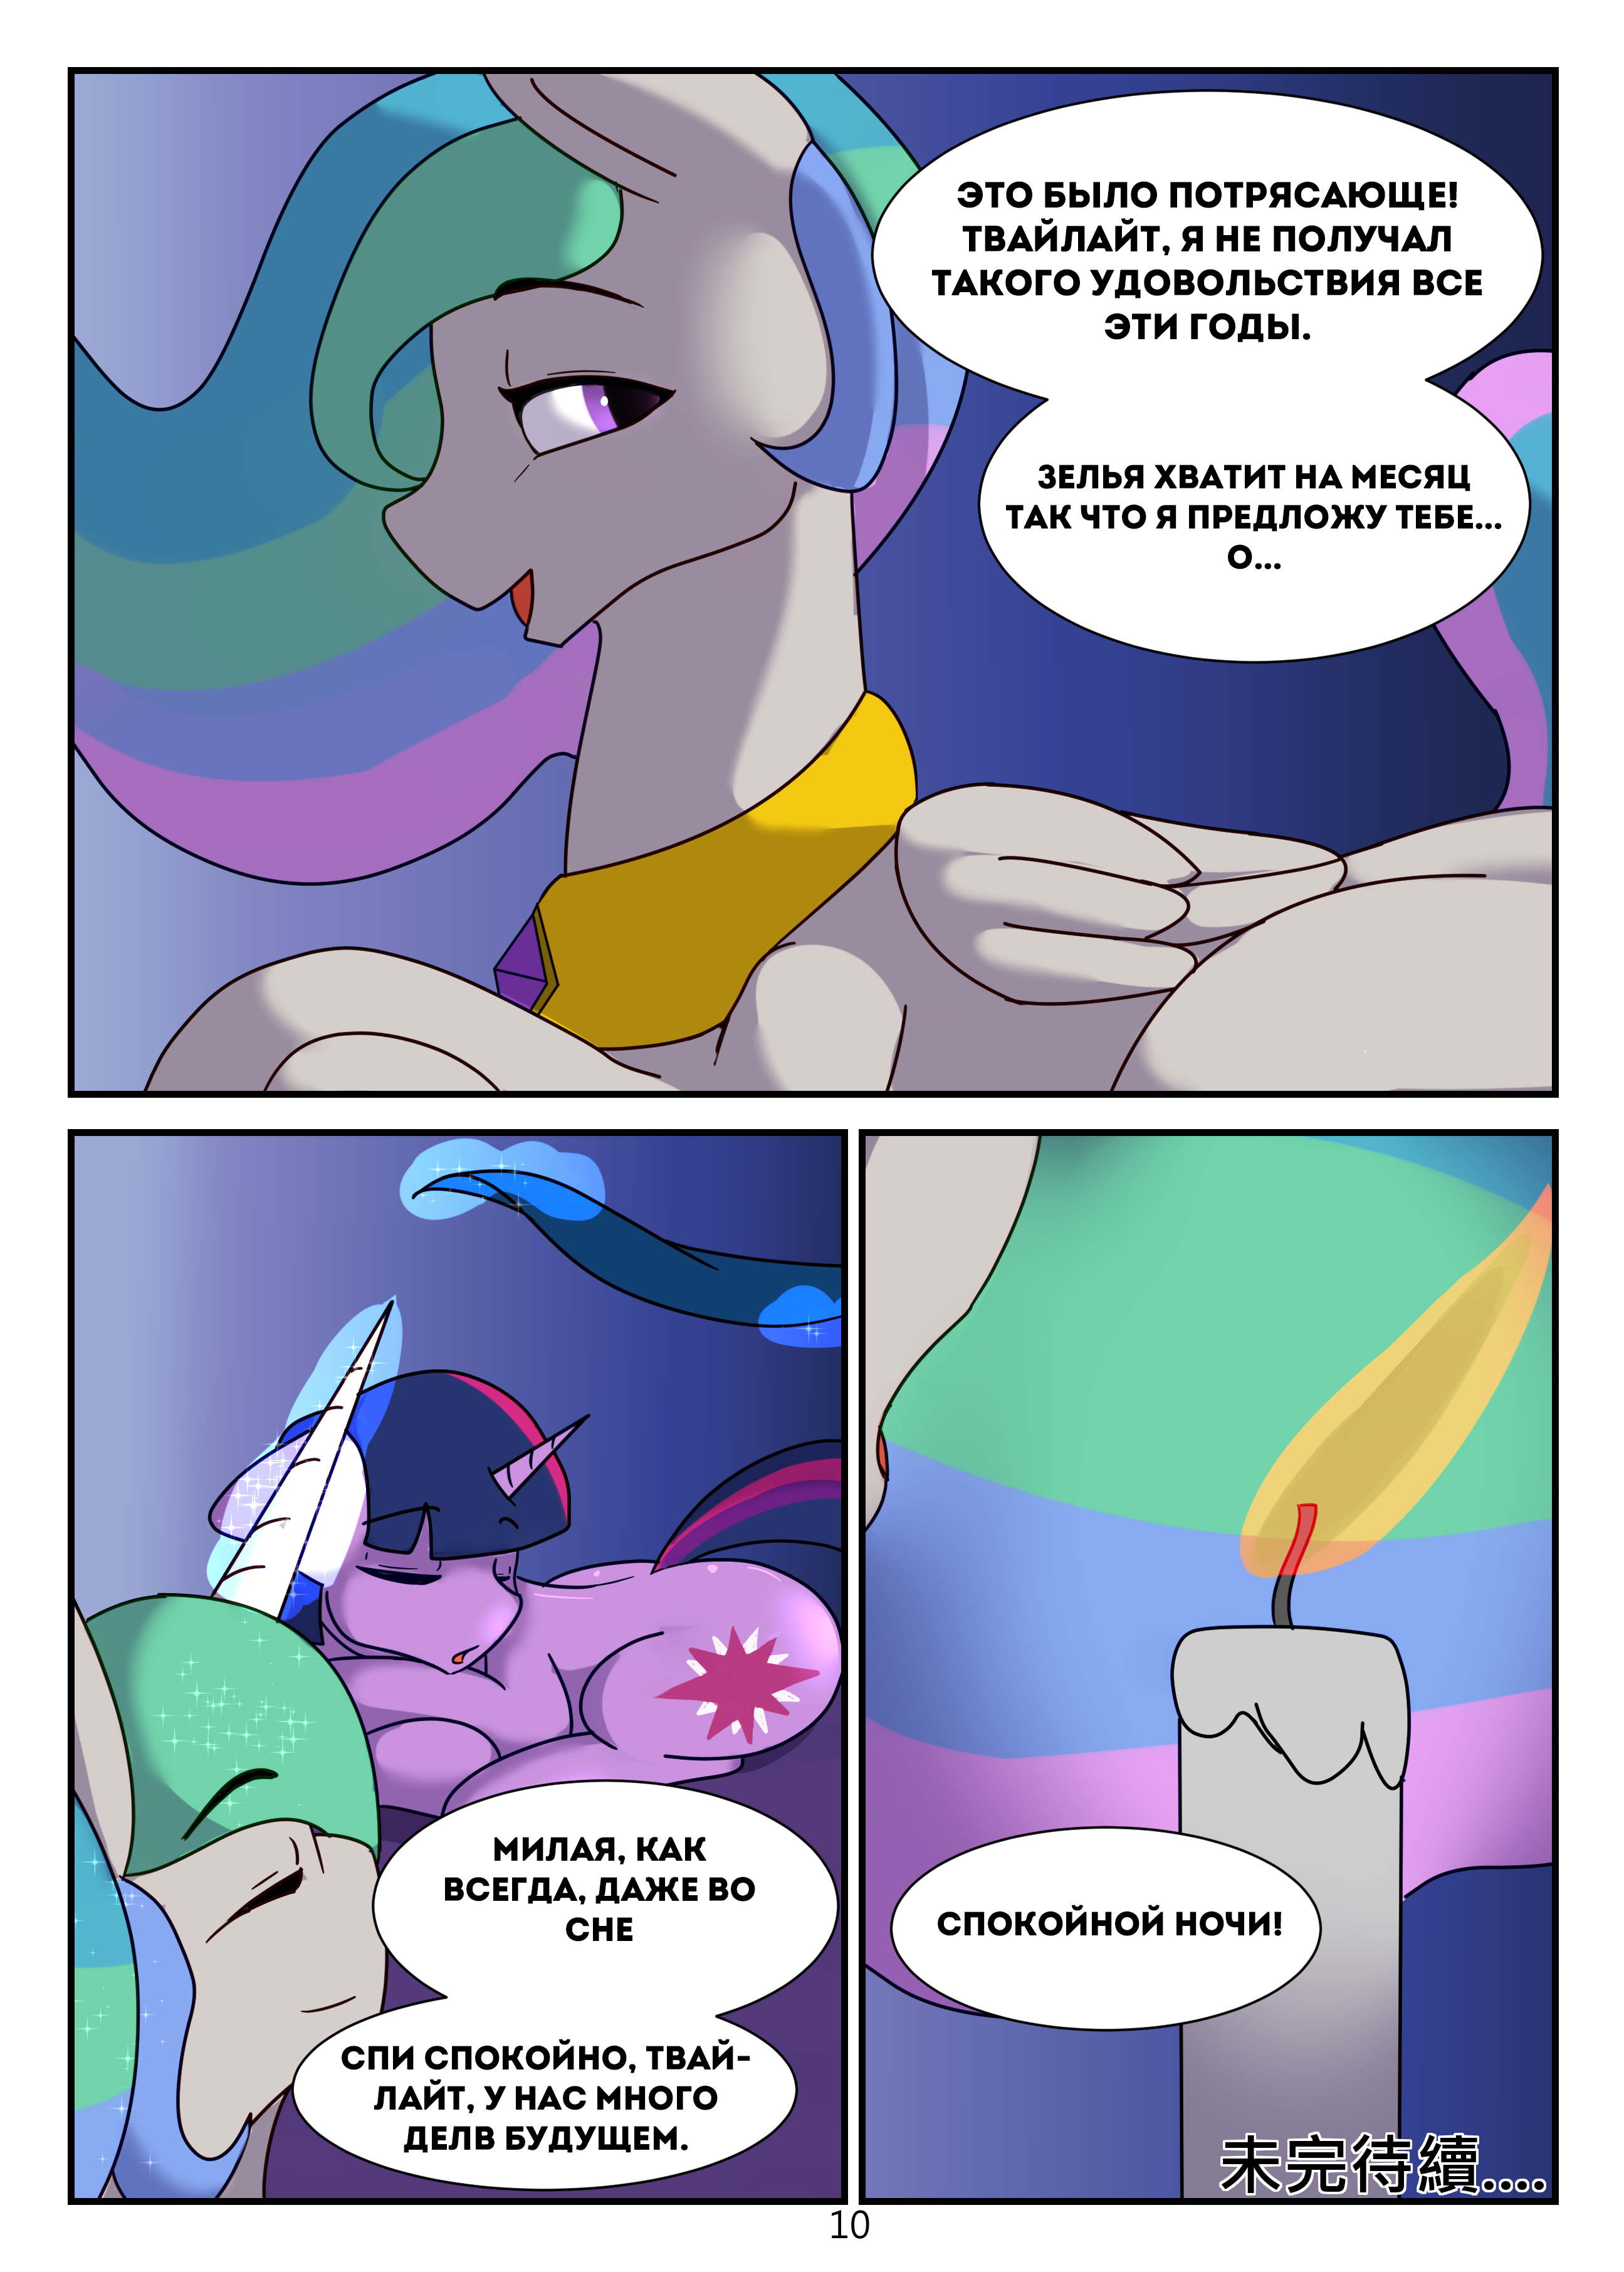 ЭТО БЫЛО ПОТРЯСАЮЩЕ!
ТВАЙЛАЙТ, Я НЕ ПОЛУЧАЛ
ТАКОГО УДОВОЛЬСТВИЯ ВСЕ
ЭТИ ГОДЫ.
ЗЕЛЬЯ ХВАТИТ НА МЕСЯЦ
ТАК ЧТО Я ПРЕДЛОЖУ ТЕБЕ...
О...
МИЛАЯ, КАК
ВСЕГДА, ДАЖЕ ВО
СНЕ
СПИ СПОКОЙНО, ТВАЙ-
ЛАЙТ, У НАС МНОГО
ДЕЛВ БУДУЩЕМ.
СПОКОЙНОЙ НОЧИ!
未完待續....
10